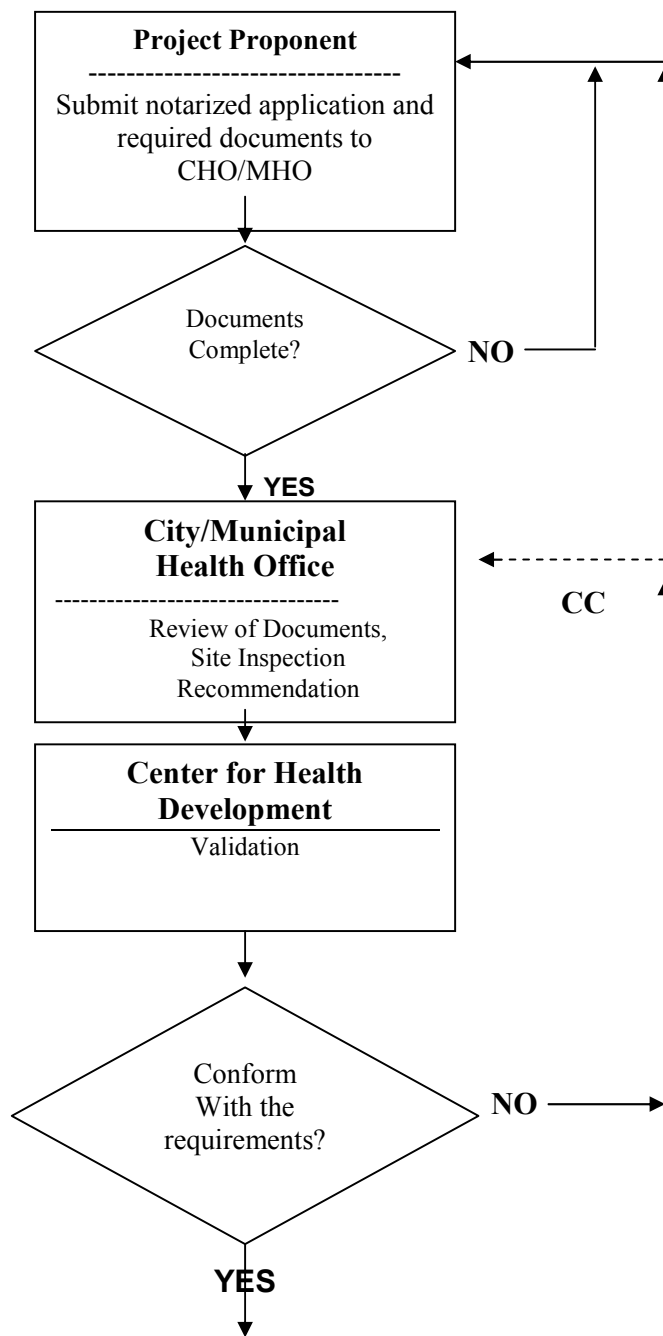 Project Proponent
----------------------------------
Submit notarized application and
required documents to
CHO/MHO
Documents
Complete?
NO
YES
City/Municipal
Health Office
----------------------------------
CC
Review of Documents,
Site Inspection
Recommendation
Center for Health
Development
Validation
Conform
With the
requirements?
NO
YES